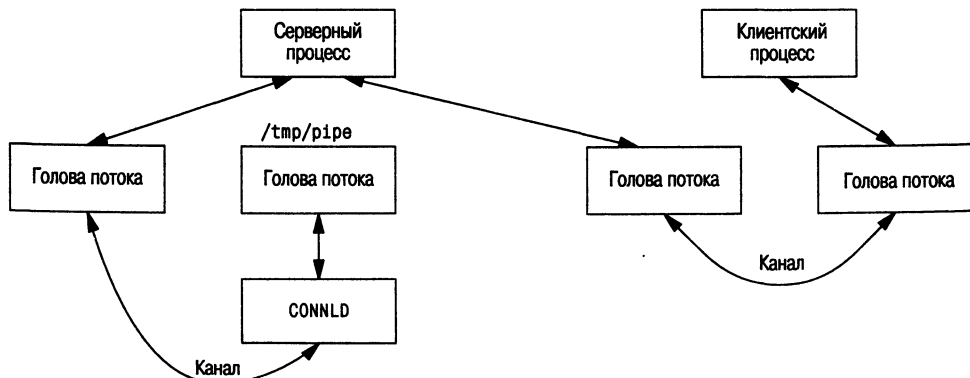 Серверный
процесс
Клиентский
процесс
/tmp/pipe
Голова потока
Голова потока
Голова потока
Голова потока
Канал
CONNLD
Канал